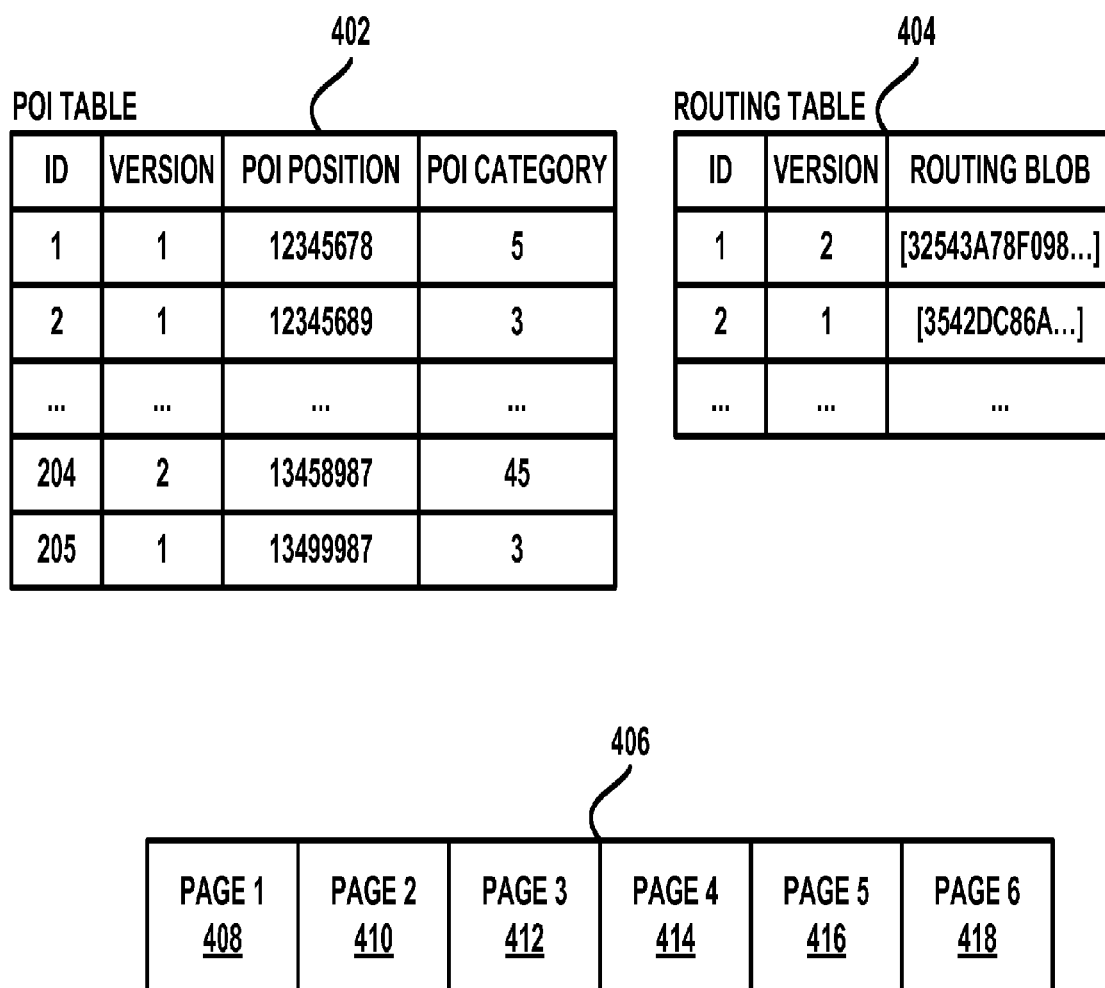 402
POI TABLE
ID VERSION POI POSITION POI CATEGORY
1 1 12345678 5
2 1 12345689 3
... ... ... ...
204 2 13458987 45
205 1 13499987 3
404
ROUTING TABLE
ID VERSION ROUTING BLOB
1 2 [32543A78F098...]
2 1 [3542DC86A...]
... ... ...
406
PAGE 1 PAGE 2 PAGE 3 PAGE 4 PAGE 5 PAGE 6
408 410 412 414 416 418